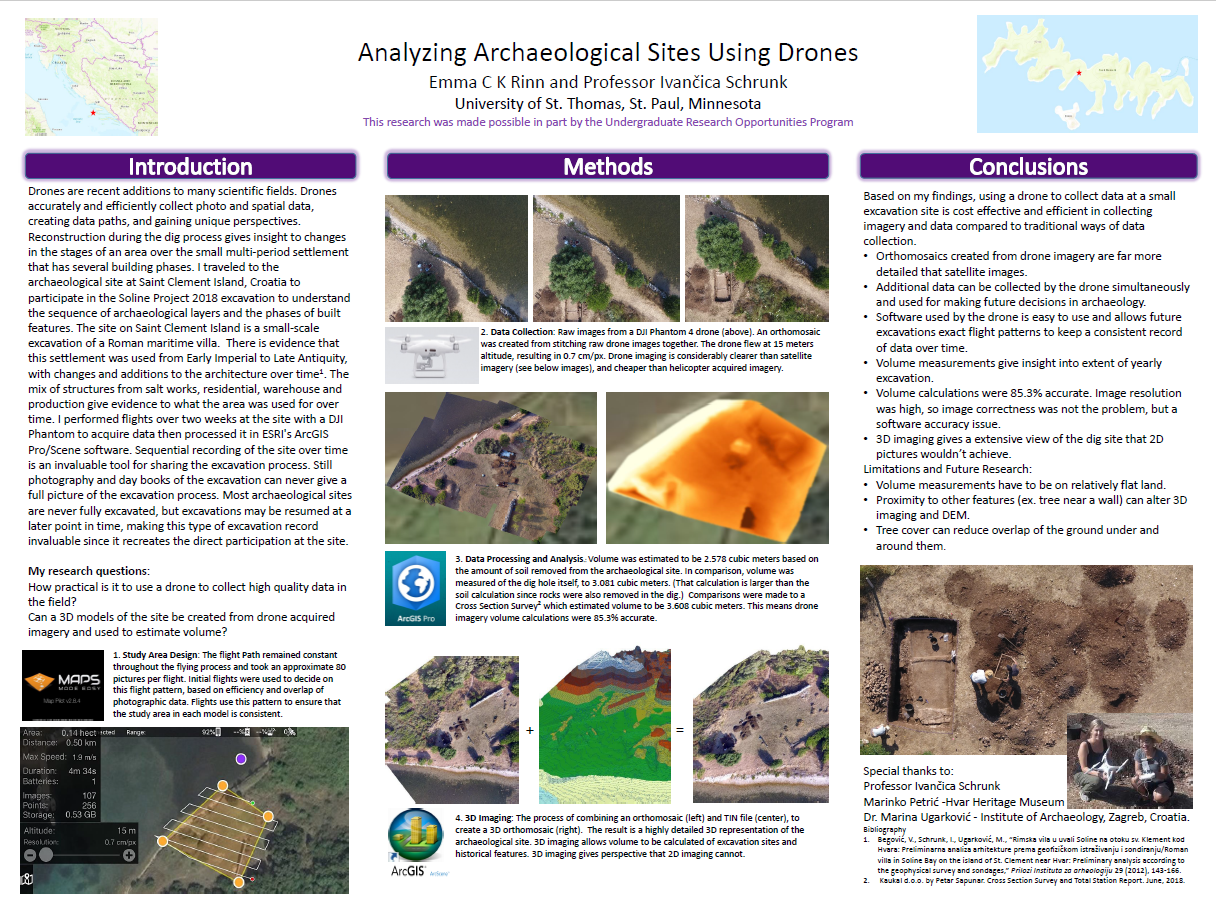 Analyzing Archaeological Sites Using Drones
Emma C K Rinn and Professor Ivančica Schrunk
University of St. Thomas, St. Paul, Minnesota
This research was made possible in part by the Undergraduate Research Opportunities Program
Introduction
Drones are recent additions to many scientific fields. Drones
accurately and efficiently collect photo and spatial data,
creating data paths, and gaining unique perspectives.
Reconstruction during the dig process gives insight to changes
in the stages of an area over the small multi-period settlement
that has several building phases. I traveled to the
archaeological site at Saint Clement Island, Croatia to
participate in the Soline Project 2018 excavation to understand
the sequence of archaeological layers and the phases of built
features. The site on Saint Clement Island is a small-scale
excavation of a Roman maritime villa.  There is evidence that
this settlement was used from Early Imperial to Late Antiquity,
with changes and additions to the architecture over time¹. The
mix of structures from salt works, residential, warehouse and
production give evidence to what the area was used for over
time. I performed flights over two weeks at the site with a DJI
Phantom to acquire data then processed it in ESRI's ArcGIS
Pro/Scene software. Sequential recording of the site over time
is an invaluable tool for sharing the excavation process. Still
photography and day books of the excavation can never give a
full picture of the excavation process. Most archaeological sites
are never fully excavated, but excavations may be resumed at a
later point in time, making this type of excavation record
invaluable since it recreates the direct participation at the site.
My research questions:
How practical is it to use a drone to collect high quality data in
the field?
Can a 3D models of the site be created from drone acquired
imagery and used to estimate volume?
MAPS
MADE EASY
Map Pilot v2.8.4
1. Study Area Design: The flight Path remained constant
throughout the flying process and took an approximate 80
pictures per flight. Initial flights were used to decide on
this flight pattern, based on efficiency and overlap of
photographic data. Flights use this pattern to ensure that
the study area in each model is consistent.
Area: 0.14 hect
Distance: 0.50 km
Max Speed: 1.9 m/s
Duration: 4m 34s
Batteries: 1
Images: 107
Points: 256
Storage: 0.53 GB
Altitude: 15 m
Resolution: 0.7 cm/px
cted Range: 92%
Methods
2. Data Collection: Raw images from a DJI Phantom 4 drone (above). An orthomosaic
was created from stitching raw drone images together. The drone flew at 15 meters
altitude, resulting in 0.7 cm/px. Drone imaging is considerably clearer than satellite
imagery (see below images), and cheaper than helicopter acquired imagery.
ArcGIS Pro
3. Data Processing and Analysis: Volume was estimated to be 2.578 cubic meters based on
the amount of soil removed from the archaeological site. In comparison, volume was
measured of the dig hole itself, to 3.081 cubic meters. (That calculation is larger than the
soil calculation since rocks were also removed in the dig.)  Comparisons were made to a
Cross Section Survey² which estimated volume to be 3.608 cubic meters. This means drone
imagery volume calculations were 85.3% accurate.
+ =
ArcGIS ArcScene
4. 3D Imaging: The process of combining an orthomosaic (left) and TIN file (center), to
create a 3D orthomosaic (right).  The result is a highly detailed 3D representation of the
archaeological site. 3D imaging allows volume to be calculated of excavation sites and
historical features. 3D imaging gives perspective that 2D imaging cannot.
Conclusions
Based on my findings, using a drone to collect data at a small
excavation site is cost effective and efficient in collecting
imagery and data compared to traditional ways of data
collection.
• Orthomosaics created from drone imagery are far more
detailed that satellite images.
• Additional data can be collected by the drone simultaneously
and used for making future decisions in archaeology.
• Software used by the drone is easy to use and allows future
excavations exact flight patterns to keep a consistent record
of data over time.
• Volume measurements give insight into extent of yearly
excavation.
• Volume calculations were 85.3% accurate. Image resolution
was high, so image correctness was not the problem, but a
software accuracy issue.
• 3D imaging gives a extensive view of the dig site that 2D
pictures wouldn't achieve.
Limitations and Future Research:
• Volume measurements have to be on relatively flat land.
• Proximity to other features (ex. tree near a wall) can alter 3D
imaging and DEM.
• Tree cover can reduce overlap of the ground under and
around them.
Special thanks to:
Professor Ivančica Schrunk
Marinko Petrić -Hvar Heritage Museum
Dr. Marina Ugarković - Institute of Archaeology, Zagreb, Croatia.
Bibliography
1. Begović, V., Schrunk, I., Ugarković, M., "Rimska vila u uvali Soline na otoku sv. Klement kod
Hvara: Preliminarna analiza arhitekture prema geofizičkom istraživanju i sondiranju/Roman
villa in Soline Bay on the island of St. Clement near Hvar: Preliminary analysis according to
the geophysical survey and sondages," Prilozi Instituta za arheologiju 29 (2012), 143-166.
2. Kaukal d.o.o. by Petar Sapunar. Cross Section Survey and Total Station Report. June, 2018.